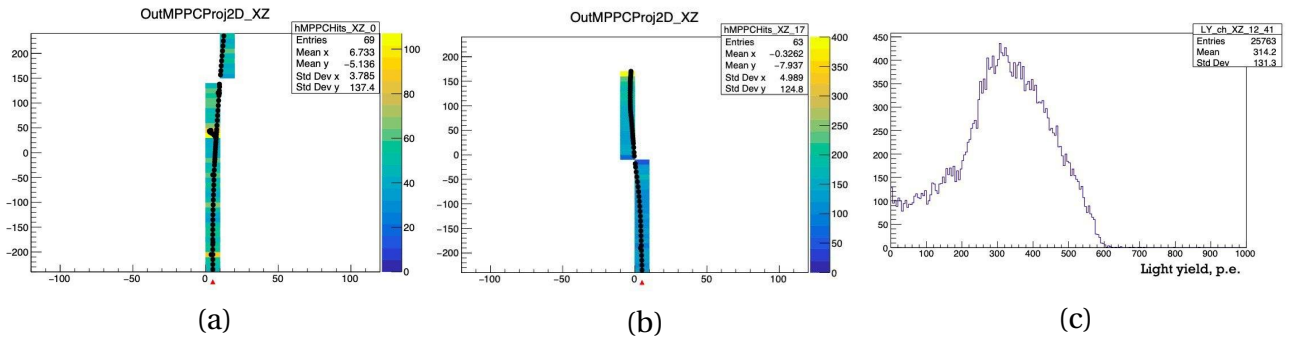 OutMPPCProj2D_XZ
hMPPCHits_XZ_0
Entries 69
Mean x 6.733
Mean y −5.136
Std Dev x 3.785
Std Dev y 137.4
200
150
100
50
0
−50
−100
−150
−200
−100 −50 0 50 100
100
80
60
40
20
0
(a)
OutMPPCProj2D_XZ
hMPPCHits_XZ_17
Entries 63
Mean x −0.3262
Mean y −7.937
Std Dev x 4.989
Std Dev y 124.8
200
150
100
50
0
−50
−100
−150
−200
−100 −50 0 50 100
400
350
300
250
200
150
100
50
0
(b)
LY_ch_XZ_12_41
Entries 25763
Mean 314.2
Std Dev 131.3
450
400
350
300
250
200
150
100
50
0
0 100 200 300 400 500 600 700 800 900 1000
Light yield, p.e.
(c)